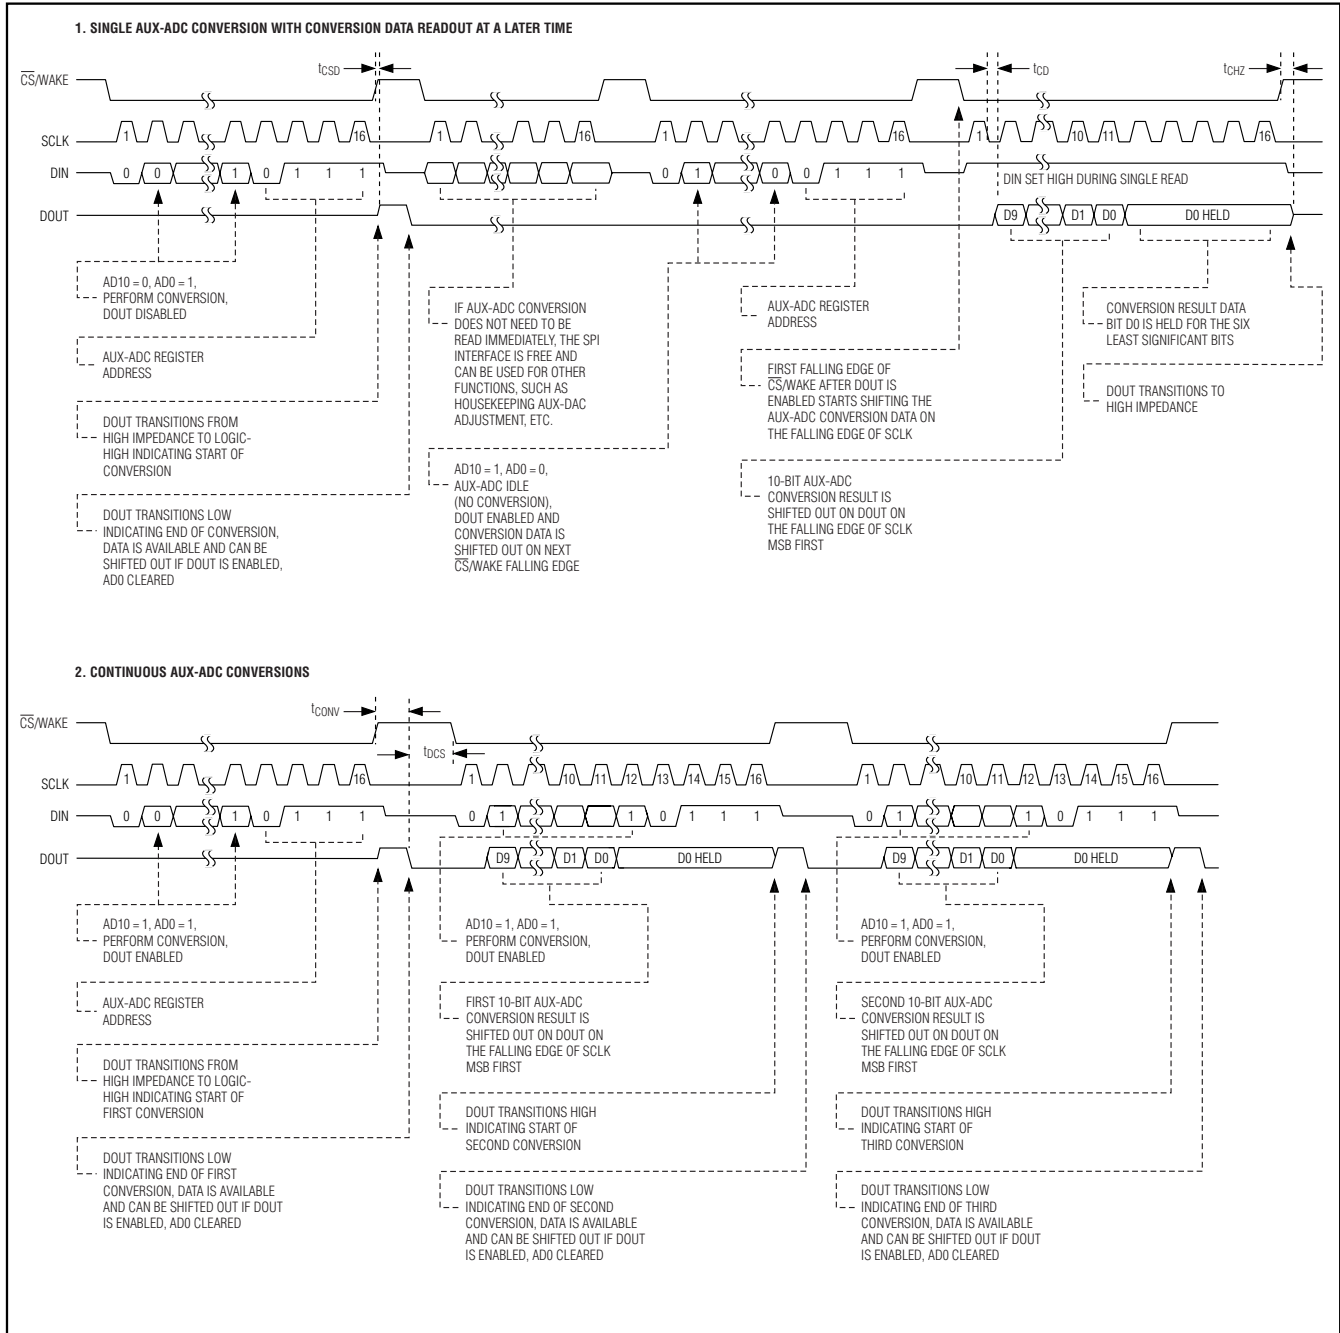 1. SINGLE AUX-ADC CONVERSION WITH CONVERSION DATA READOUT AT A LATER TIME
tCSD
tCD
tCHZ
CS/WAKE
SCLK
1 16 1 16 1 16 1 10 11 16
DIN
0 0 1 0 1 1 1 0 1 0 0 1 1 1
DIN SET HIGH DURING SINGLE READ
DOUT
D9 D1 D0 D0 HELD
AD10 = 0, AD0 = 1,
PERFORM CONVERSION,
DOUT DISABLED
AUX-ADC REGISTER
ADDRESS
DOUT TRANSITIONS FROM
HIGH IMPEDANCE TO LOGIC-
HIGH INDICATING START OF
CONVERSION
DOUT TRANSITIONS LOW
INDICATING END OF CONVERSION,
DATA IS AVAILABLE AND CAN BE
SHIFTED OUT IF DOUT IS ENABLED,
AD0 CLEARED
IF AUX-ADC CONVERSION
DOES NOT NEED TO BE
READ IMMEDIATELY, THE SPI
INTERFACE IS FREE AND
CAN BE USED FOR OTHER
FUNCTIONS, SUCH AS
HOUSEKEEPING AUX-DAC
ADJUSTMENT, ETC.
AD10 = 1, AD0 = 0,
AUX-ADC IDLE
(NO CONVERSION),
DOUT ENABLED AND
CONVERSION DATA IS
SHIFTED OUT ON NEXT
CS/WAKE FALLING EDGE
AUX-ADC REGISTER
ADDRESS
FIRST FALLING EDGE OF
CS/WAKE AFTER DOUT IS
ENABLED STARTS SHIFTING THE
AUX-ADC CONVERSION DATA ON
THE FALLING EDGE OF SCLK
10-BIT AUX-ADC
CONVERSION RESULT IS
SHIFTED OUT ON DOUT ON
THE FALLING EDGE OF SCLK
MSB FIRST
CONVERSION RESULT DATA
BIT D0 IS HELD FOR THE SIX
LEAST SIGNIFICANT BITS
DOUT TRANSITIONS TO
HIGH IMPEDANCE
2. CONTINUOUS AUX-ADC CONVERSIONS
tCONV
CS/WAKE
tDCS
SCLK
1 16 1 10 11 12 13 14 15 16 1 10 11 12 13 14 15 16
DIN
0 0 1 0 1 1 1 0 1 1 0 1 1 1 0 1 1 0 1 1 1
DOUT
D9 D1 D0 D0 HELD D9 D1 D0 D0 HELD
AD10 = 1, AD0 = 1,
PERFORM CONVERSION,
DOUT ENABLED
AUX-ADC REGISTER
ADDRESS
DOUT TRANSITIONS FROM
HIGH IMPEDANCE TO LOGIC-
HIGH INDICATING START OF
FIRST CONVERSION
DOUT TRANSITIONS LOW
INDICATING END OF FIRST
CONVERSION, DATA IS AVAILABLE
AND CAN BE SHIFTED OUT IF DOUT
IS ENABLED, AD0 CLEARED
AD10 = 1, AD0 = 1,
PERFORM CONVERSION,
DOUT ENABLED
FIRST 10-BIT AUX-ADC
CONVERSION RESULT IS
SHIFTED OUT ON DOUT ON
THE FALLING EDGE OF SCLK
MSB FIRST
DOUT TRANSITIONS HIGH
INDICATING START OF
SECOND CONVERSION
DOUT TRANSITIONS LOW
INDICATING END OF SECOND
CONVERSION, DATA IS AVAILABLE
AND CAN BE SHIFTED OUT IF DOUT
IS ENABLED, AD0 CLEARED
AD10 = 1, AD0 = 1,
PERFORM CONVERSION,
DOUT ENABLED
SECOND 10-BIT AUX-ADC
CONVERSION RESULT IS
SHIFTED OUT ON DOUT ON
THE FALLING EDGE OF SCLK
MSB FIRST
DOUT TRANSITIONS HIGH
INDICATING START OF
THIRD CONVERSION
DOUT TRANSITIONS LOW
INDICATING END OF THIRD
CONVERSION, DATA IS AVAILABLE
AND CAN BE SHIFTED OUT IF DOUT
IS ENABLED, AD0 CLEARED